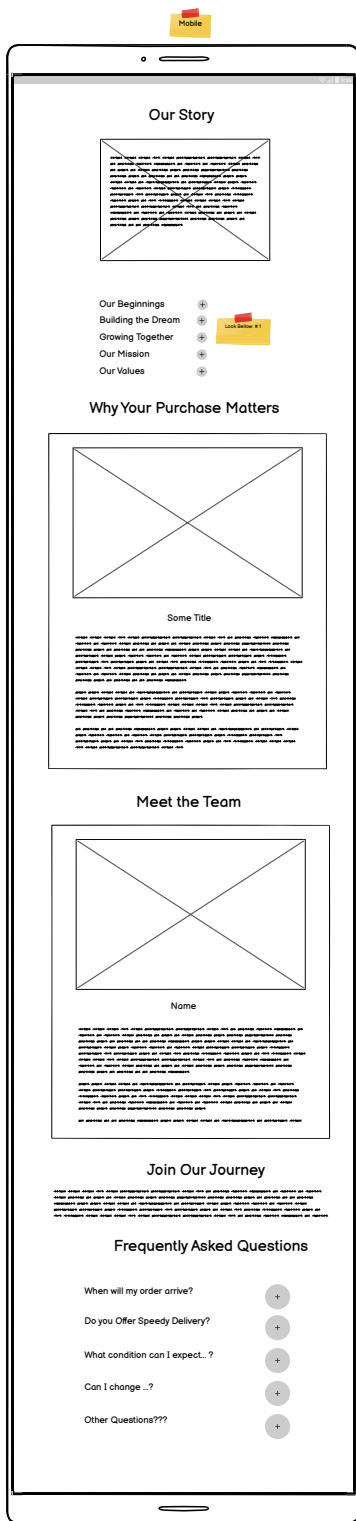 Mobile
Our Story
Our Beginnings +
Building the Dream +
Look Bellow #1
Growing Together +
Our Mission +
Our Values +
Why Your Purchase Matters
Some Title
Meet the Team
Name
Join Our Journey
Frequently Asked Questions
When will my order arrive? +
Do you Offer Speedy Delivery? +
What condition can I expect... ? +
Can I change ...? +
Other Questions??? +